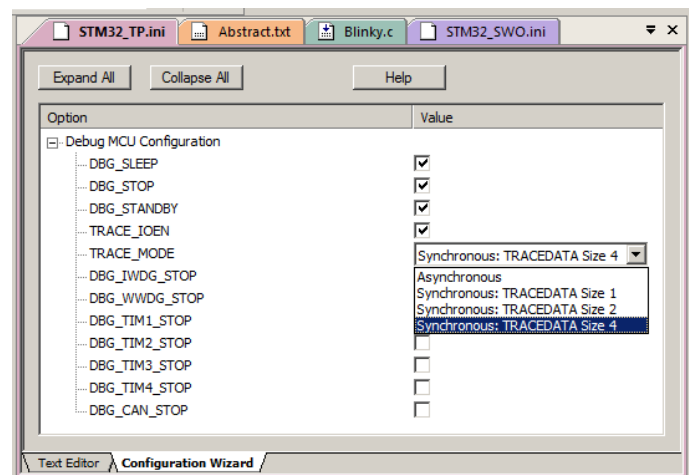 STM32_TP.ini Abstract.txt Blinky.c STM32_SWO.ini
Expand All Collapse All Help
Option Value
Debug MCU Configuration
DBG_SLEEP
DBG_STOP
DBG_STANDBY
TRACE_IOEN
TRACE_MODE Synchronous: TRACEDATA Size 4
DBG_IWDG_STOP Asynchronous
DBG_WWDG_STOP Synchronous: TRACEDATA Size 1
Synchronous: TRACEDATA Size 2
DBG_TIM1_STOP Synchronous: TRACEDATA Size 4
DBG_TIM2_STOP
DBG_TIM3_STOP
DBG_TIM4_STOP
DBG_CAN_STOP
Text Editor Configuration Wizard